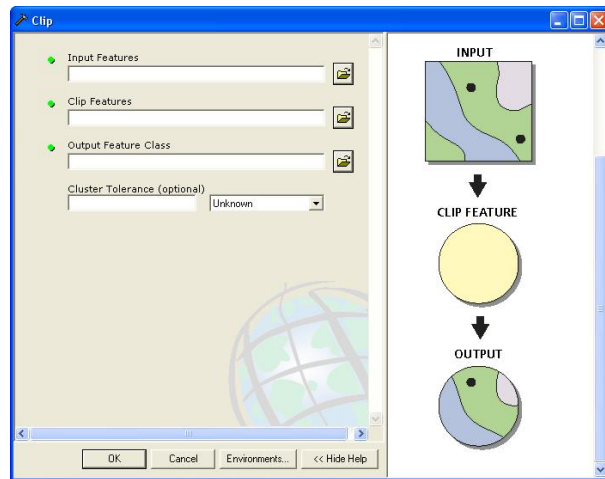 Clip
Input Features
Clip Features
Output Feature Class
Cluster Tolerance (optional)
Unknown
OK
Cancel
Environments...
<< Hide Help
INPUT
CLIP FEATURE
OUTPUT